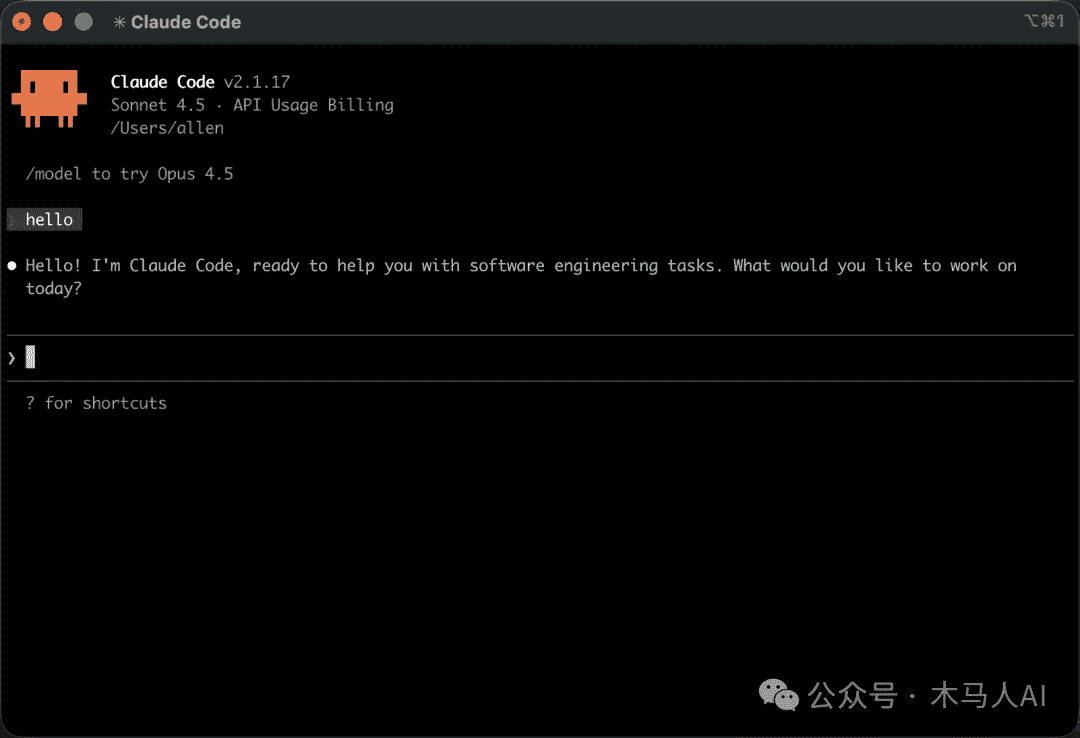 ✳ Claude Code ⌥⌘1
Claude Code v2.1.17
Sonnet 4.5 · API Usage Billing
/Users/allen
/model to try Opus 4.5
hello
● Hello! I'm Claude Code, ready to help you with software engineering tasks. What would you like to work on
today?
❯
? for shortcuts
公众号 · 木马人AI